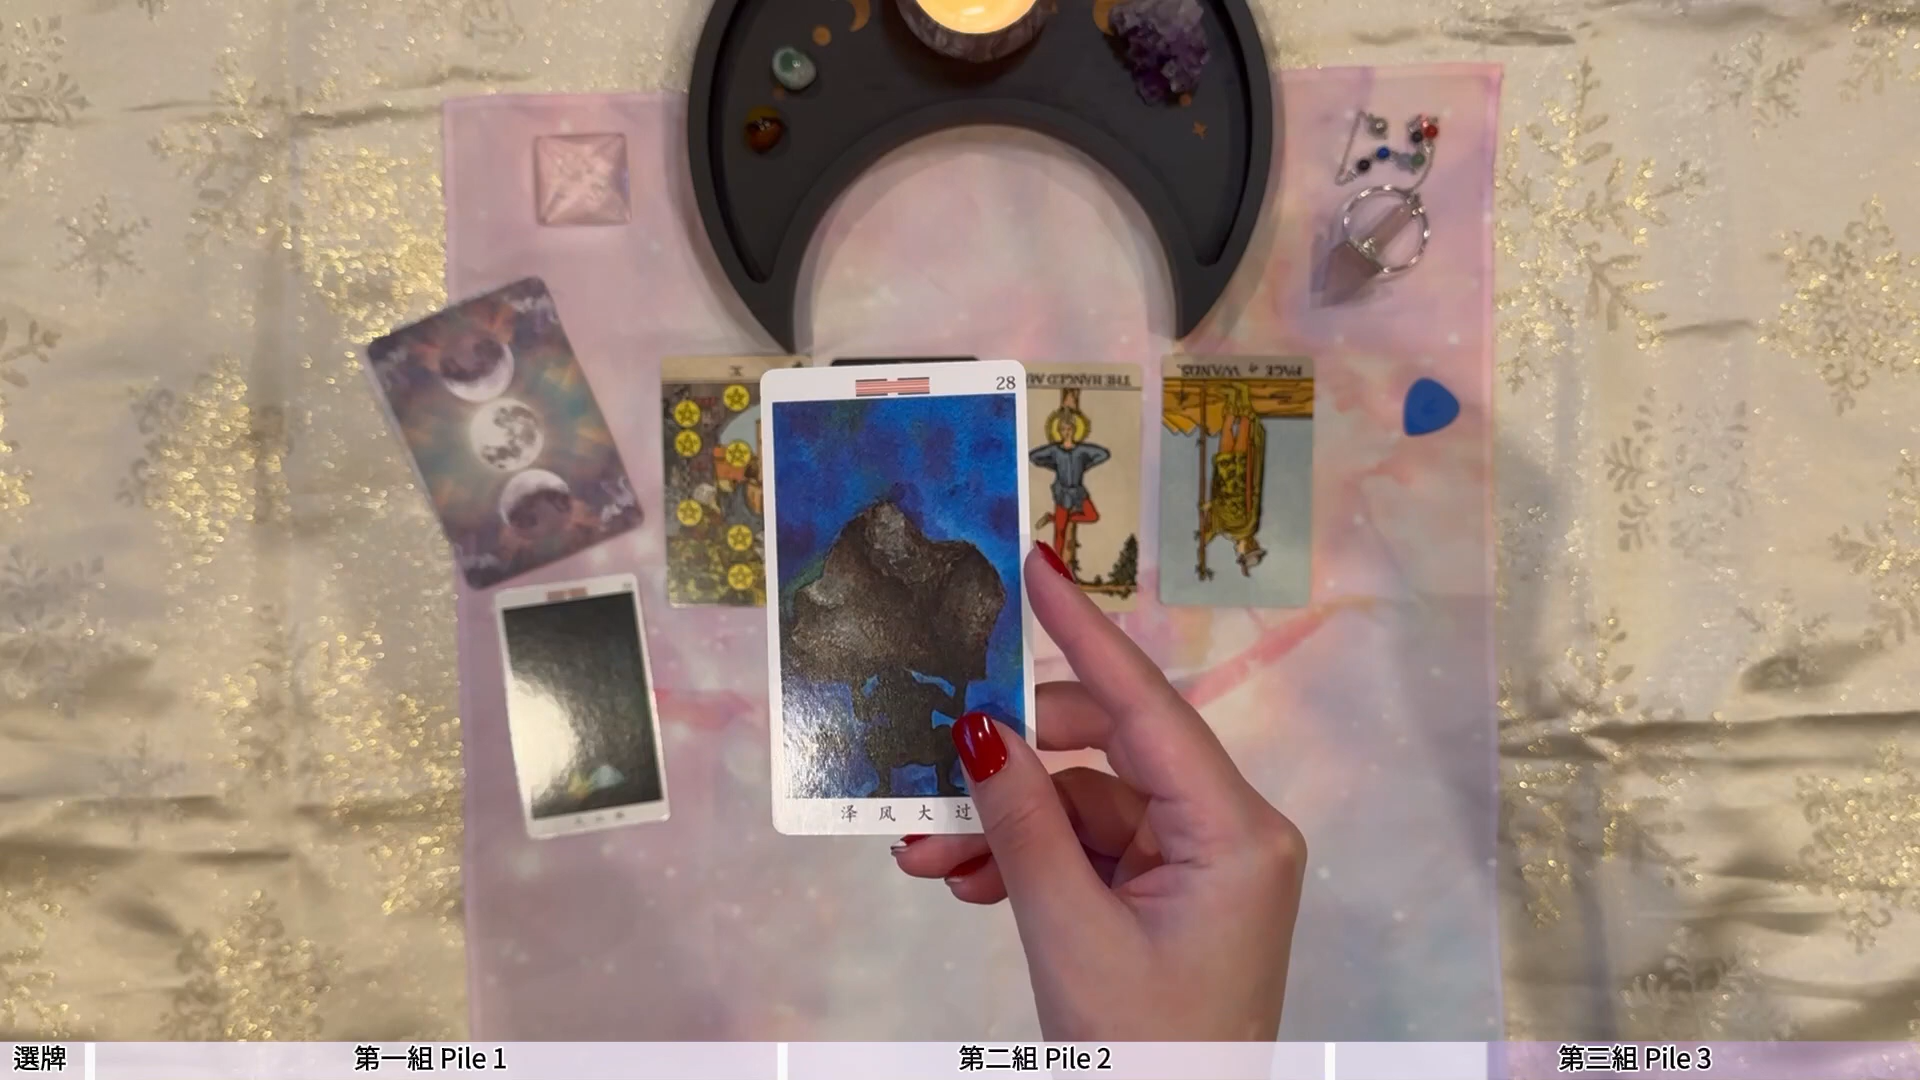 28
X
THE HANGED MA
PAGE of WANDS.
泽风大过
選牌
第一組 Pile 1
第二組 Pile 2
第三組 Pile 3